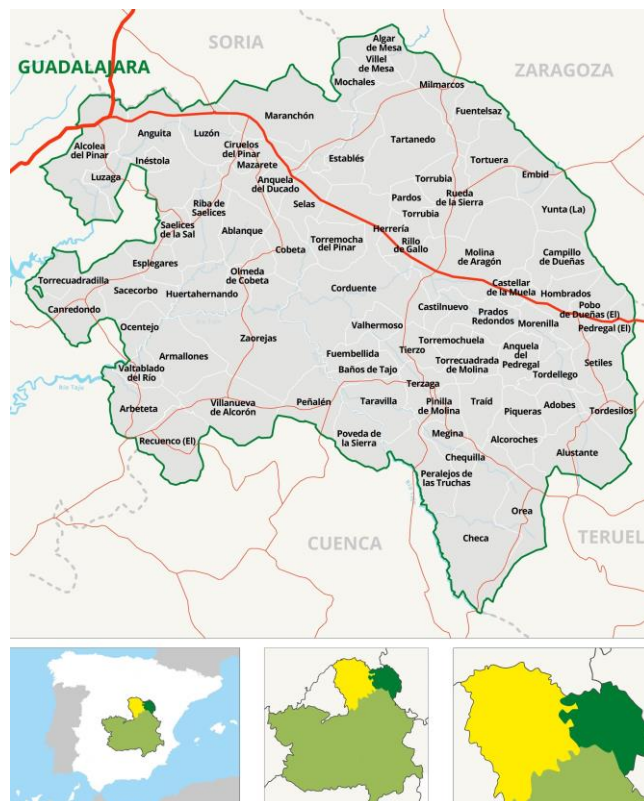 SORIA
Algar
de Mesa
Villel
de Mesa
GUADALAJARA
ZARAGOZA
Mochales
Milmarcos
Maranchón
Fuentelsaz
Anguita
Luzón
Tartanedo
Alcolea
del Pinar
Ciruelos
del Pinar
Iniéstola
Mazarete
Establés
Tortuera
Luzaga
Anquela
del Ducado
Torrubia
Embid
Pardos
Rueda
de la Sierra
Riba de
Saelices
Selas
Torrubia
Yunta (La)
Saelices
de la Sal
Ablanque
Herrería
Torremocha
del Pinar
Rillo
de Gallo
Cobeta
Molina
de Aragón
Campillo
de Dueñas
Esplegares
Torrecuadradilla
Olmeda
de Cobeta
Sacecorbo
Huertahernando
Corduente
Castellar
de la Muela
Hombrados
Canredondo
Castilnuevo
Prados
Redondos
Pobo
de Dueñas (El)
Ocentejo
Valhermoso
Morenilla
Pedregal (El)
Zaorejas
Torremochuela
Armallones
Fuembellida
Tierzo
Anquela
del
Pedregal
Torrecuadrada
de Molina
Setiles
Valtablado
del Río
Baños de Tajo
Tordellego
Río Tajo
Terzaga
Arbeteta
Villanueva
de Alcorón
Peñalén
Taravilla
Pinilla
de Molina
Traíd
Piqueras
Adobes
Tordesilos
Recuenco (El)
Poveda de
la Sierra
Megina
Alcoroches
Chequilla
Alustante
Peralejos de
las Truchas
Orea
CUENCA
Checa
TERUEL